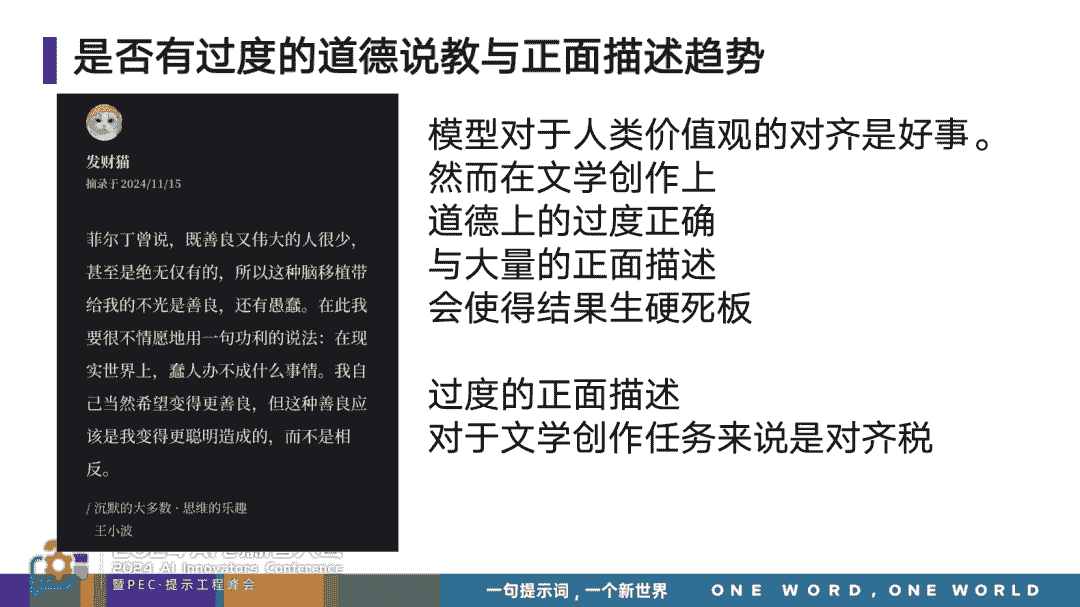 是否有过度的道德说教与正面描述趋势
发财猫
摘录于2024/11/15
菲尔丁曾说，既善良又伟大的人很少，
甚至是绝无仅有的，所以这种脑移植带
给我的不光是善良，还有愚蠢。在此我
要很不情愿地用一句功利的说法：在现
实世界上，蠢人办不成什么事情。我自
己当然希望变得更善良，但这种善良应
该是我变得更聪明造成的，而不是相
反。
/ 沉默的大多数 · 思维的乐趣
王小波
模型对于人类价值观的对齐是好事。
然而在文学创作上
道德上的过度正确
与大量的正面描述
会使得结果生硬死板
过度的正面描述
对于文学创作任务来说是对齐税
2024 AI Innovators Conference
暨PEC·提示工程峰会
一句提示词，一个新世界
ONE WORD, ONE WORLD